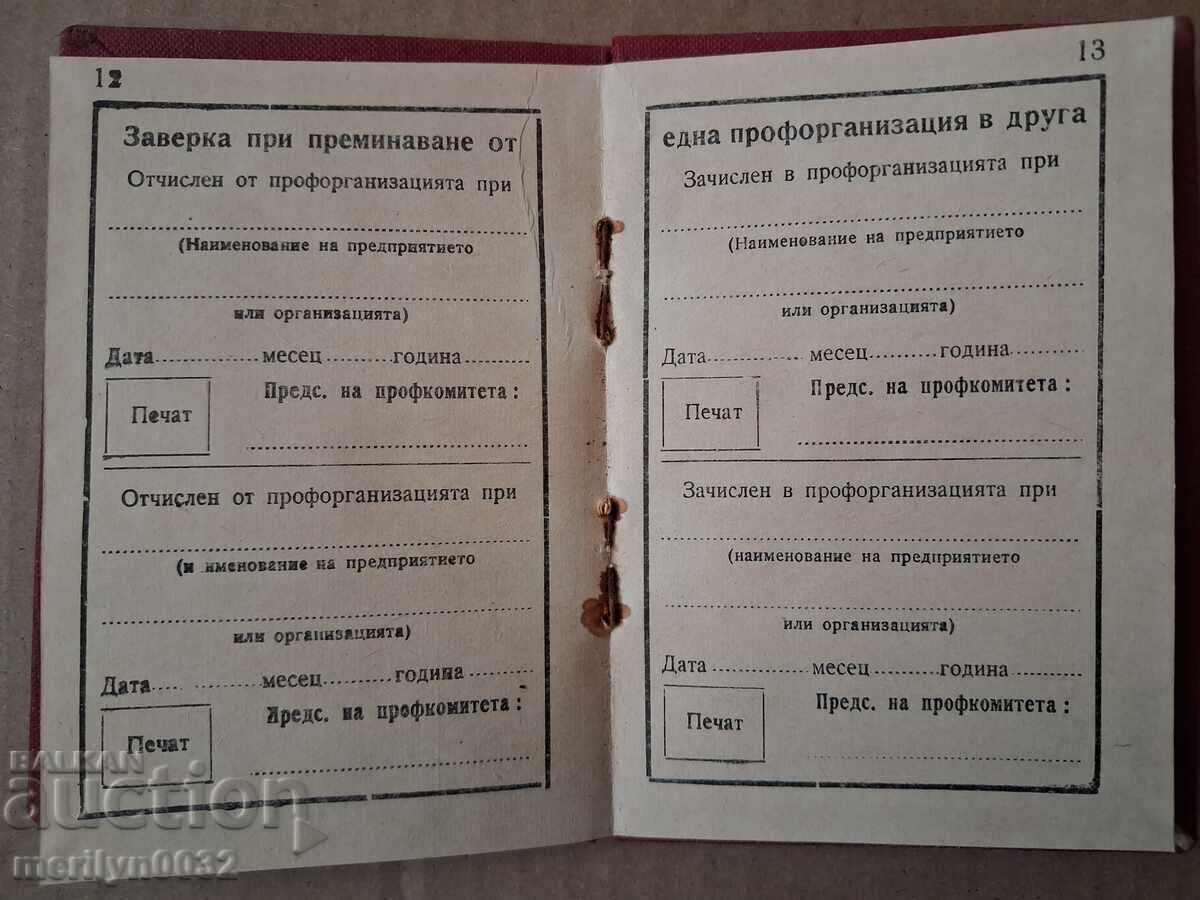 12
Заверка при преминаване от
Отчислен от профорганизацията при
(Наименование на предприятието
или организацията)
Дата.............. месец......... година.........
Печат
Предс. на профкомитета :
Отчислен от профорганизацията при
(н именование на предприятието
или организацията)
Дата.............. месец......... година.........
Печат
Предс. на профкомитета :
13
една профорганизация в друга
Зачислен в профорганизацията при
(Наименование на предприятието
или организацията)
Дата.............. месец.......... година..........
Печат
Предс. на профкомитета :
Зачислен в профорганизацията при
(наименование на предприятието
или организацията)
Дата.............. месец.......... година..........
Печат
Предс. на профкомитета :
BALKAN
auction
merilyn0032